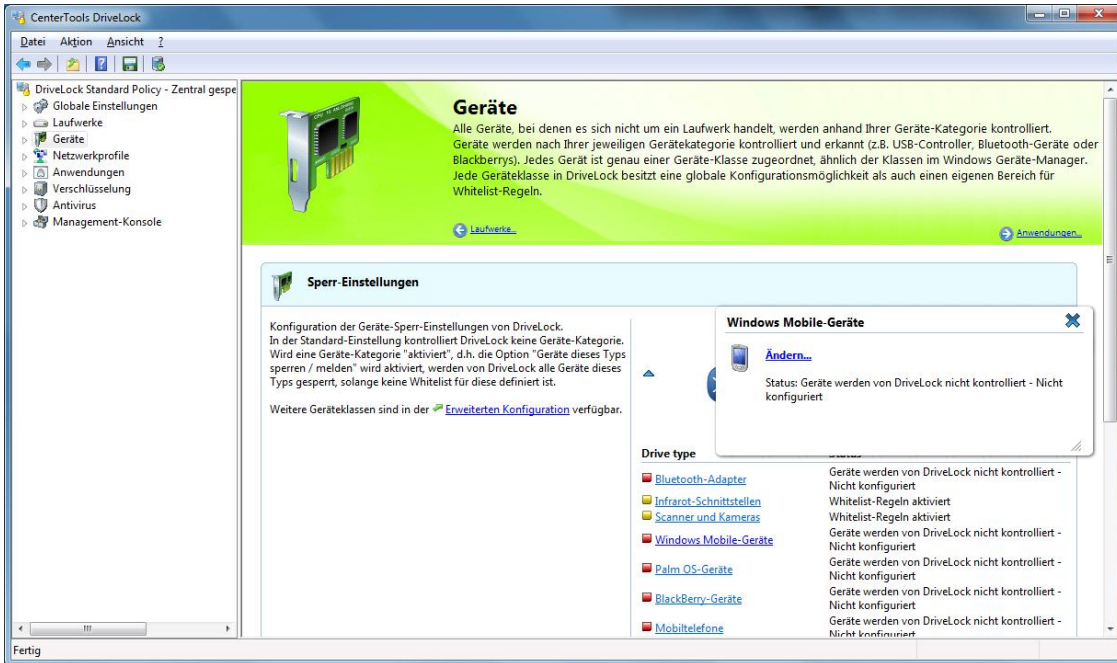 CenterTools DriveLock
Datei Aktion Ansicht ?
DriveLock Standard Policy - Zentral gespe
Globale Einstellungen
Laufwerke
Geräte
Netzwerkprofile
Anwendungen
Verschlüsselung
Antivirus
Management-Konsole
Geräte
Alle Geräte, bei denen es sich nicht um ein Laufwerk handelt, werden anhand Ihrer Geräte-Kategorie kontrolliert.
Geräte werden nach Ihrer jeweiligen Gerätekategorie kontrolliert und erkannt (z.B. USB-Controller, Bluetooth-Geräte oder
Blackberrys). Jedes Gerät ist genau einer Geräte-Klasse zugeordnet, ähnlich der Klassen im Windows Geräte-Manager.
Jede Geräteklasse in DriveLock besitzt eine globale Konfigurationsmöglichkeit als auch einen eigenen Bereich für
Whitelist-Regeln.
Laufwerke...
Anwendungen...
Sperr-Einstellungen
Konfiguration der Geräte-Sperr-Einstellungen von DriveLock.
In der Standard-Einstellung kontrolliert DriveLock keine Geräte-Kategorie.
Wird eine Geräte-Kategorie "aktiviert", d.h. die Option "Geräte dieses Typs
sperren / melden" wird aktiviert, werden von DriveLock alle Geräte dieses
Typs gesperrt, solange keine Whitelist für diese definiert ist.
Weitere Geräteklassen sind in der Erweiterten Konfiguration verfügbar.
Windows Mobile-Geräte
Ändern...
Status: Geräte werden von DriveLock nicht kontrolliert - Nicht
konfiguriert
Drive type
Bluetooth-Adapter
Geräte werden von DriveLock nicht kontrolliert -
Nicht konfiguriert
Infrarot-Schnittstellen Whitelist-Regeln aktiviert
Scanner und Kameras Whitelist-Regeln aktiviert
Windows Mobile-Geräte
Geräte werden von DriveLock nicht kontrolliert -
Nicht konfiguriert
Palm OS-Geräte
Geräte werden von DriveLock nicht kontrolliert -
Nicht konfiguriert
BlackBerry-Geräte
Geräte werden von DriveLock nicht kontrolliert -
Nicht konfiguriert
Mobiltelefone
Geräte werden von DriveLock nicht kontrolliert -
Nicht konfiguriert
Fertig